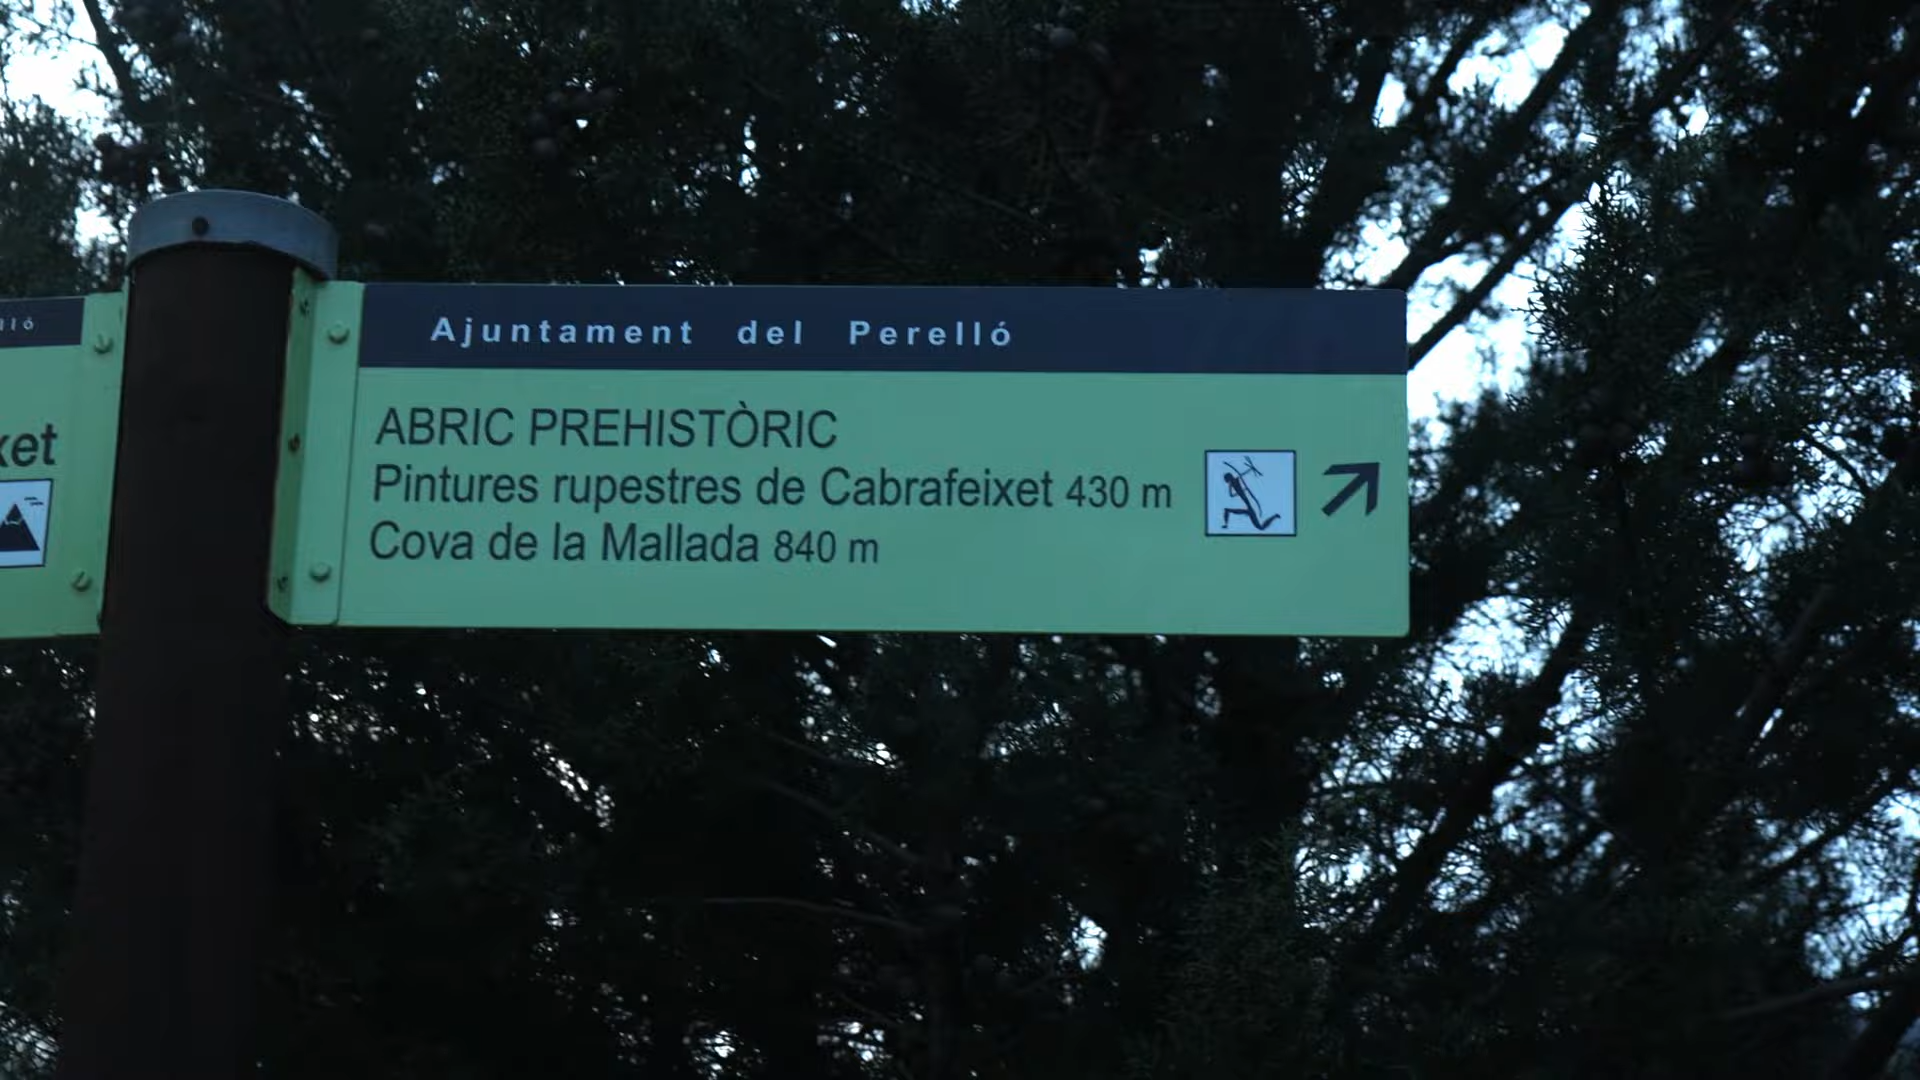 Ajuntament del Perelló
ABRIC PREHISTÒRIC
Pintures rupestres de Cabrafeixet 430 m
Cova de la Mallada 840 m